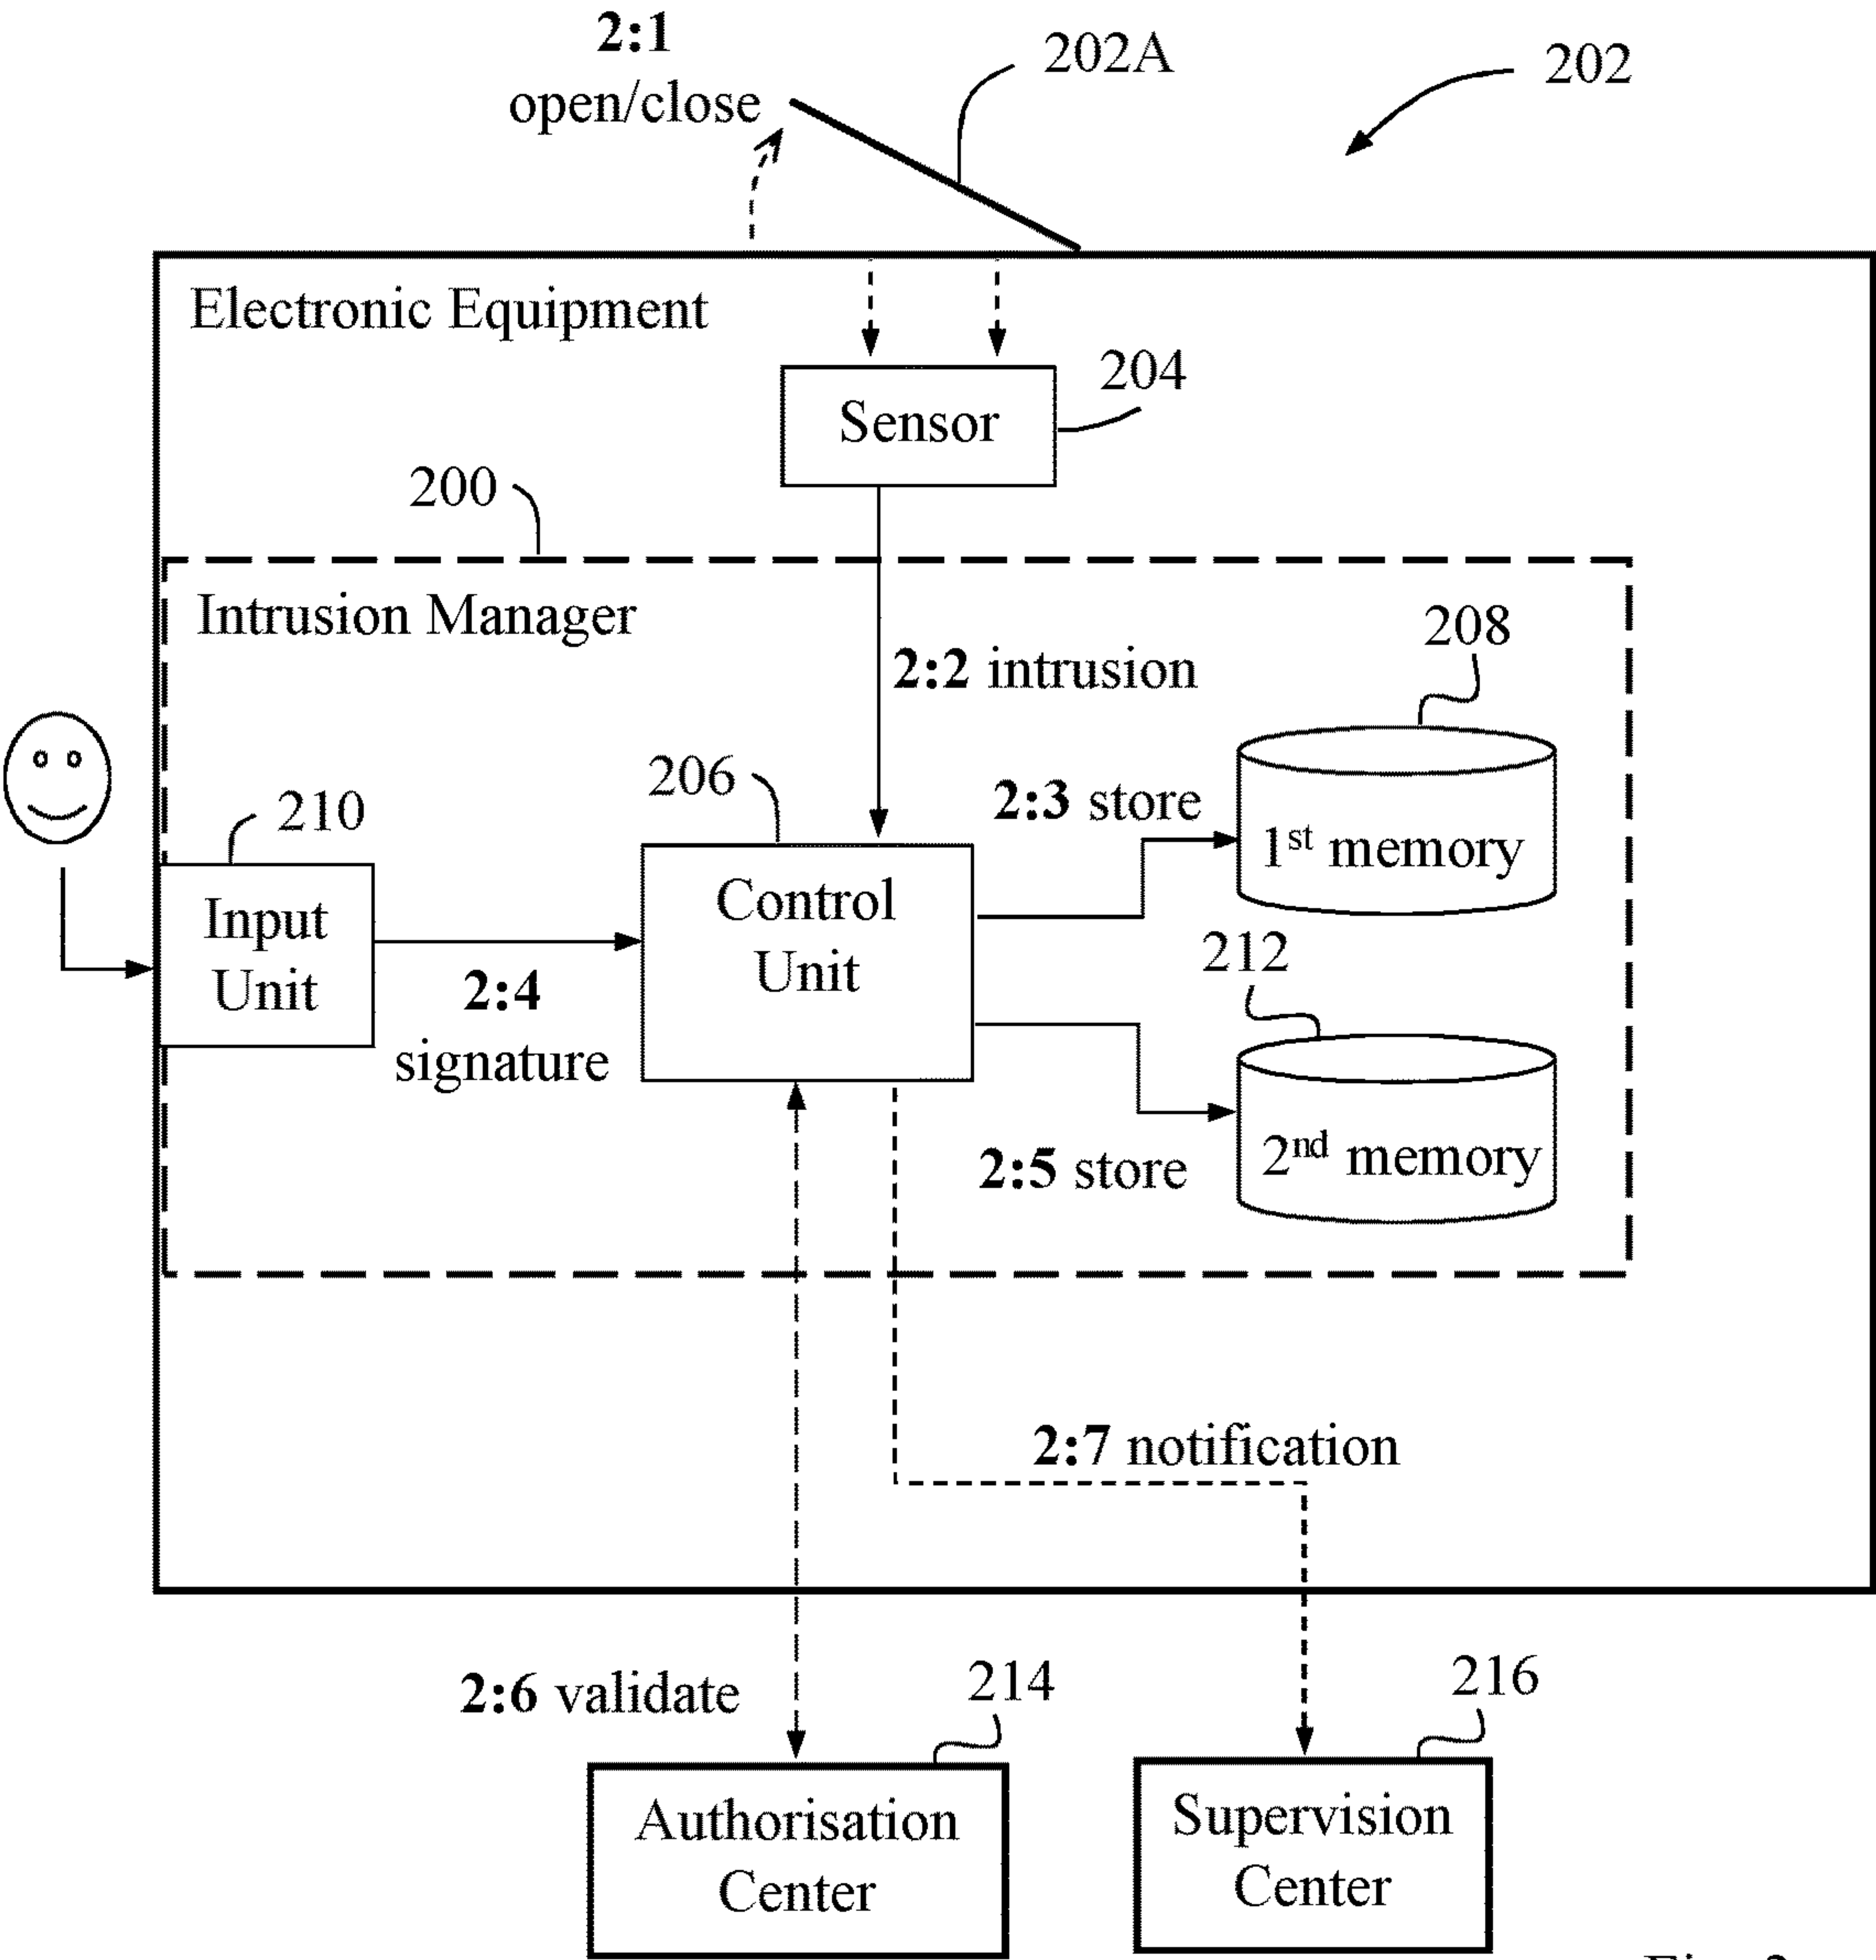 2:1
open/close
202A
202
Electronic Equipment
204
Sensor
200
Intrusion Manager
208
2:2 intrusion
206
2:3 store
1st memory
210
Input
Unit
Control
Unit
212
2:4
signature
2nd memory
2:5 store
2:7 notification
2:6 validate
214
216
Authorisation
Center
Supervision
Center